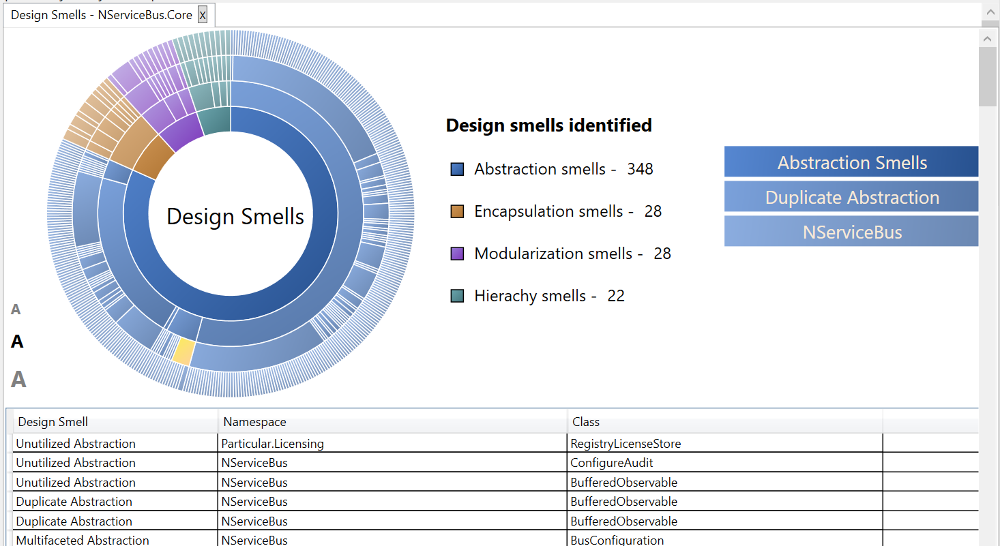 Design Smells - NServiceBus.Core X
Design Smells
Design smells identified
Abstraction smells - 348
Encapsulation smells - 28
Modularization smells - 28
Hierachy smells - 22
Abstraction Smells
Duplicate Abstraction
NServiceBus
A
A
A
Design Smell Namespace Class
Unutilized Abstraction Particular.Licensing RegistryLicenseStore
Unutilized Abstraction NServiceBus ConfigureAudit
Unutilized Abstraction NServiceBus BufferedObservable
Duplicate Abstraction NServiceBus BufferedObservable
Duplicate Abstraction NServiceBus BufferedObservable
Multifaceted Abstraction NServiceBus BusConfiguration